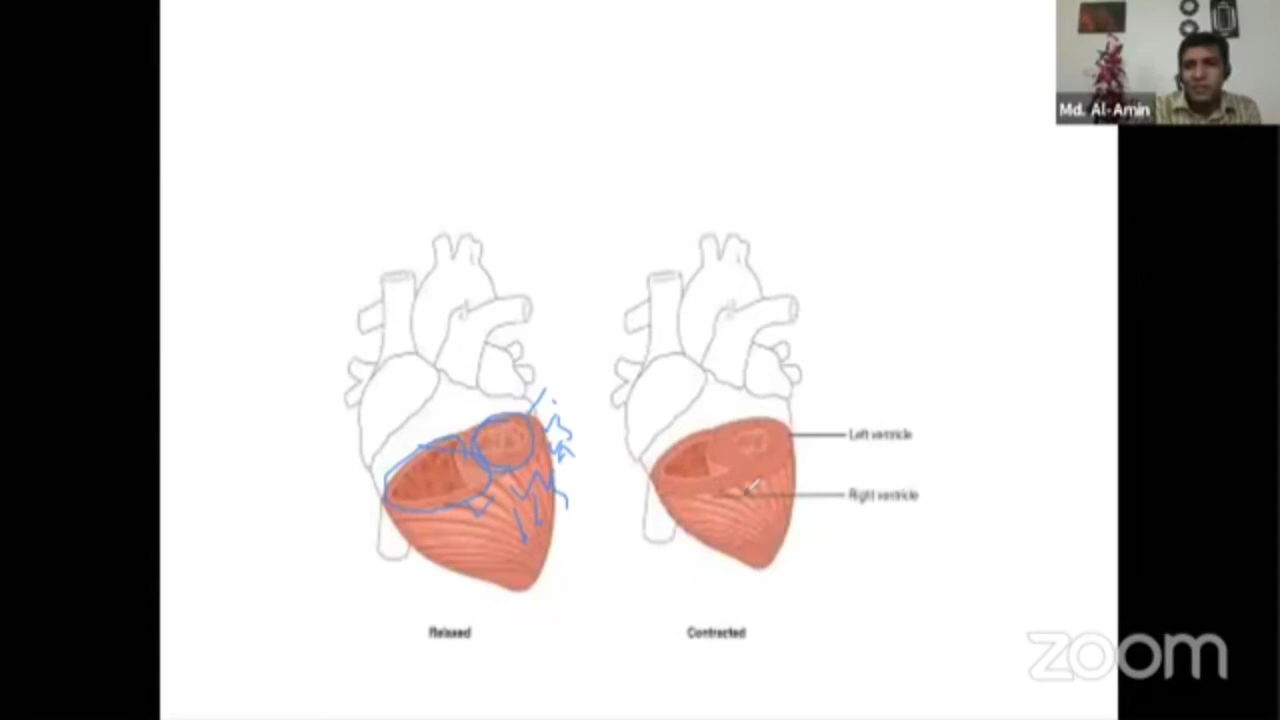 Md. Al-Amin
Left ventricle
Right ventricle
Relaxed
Contracted
zoom